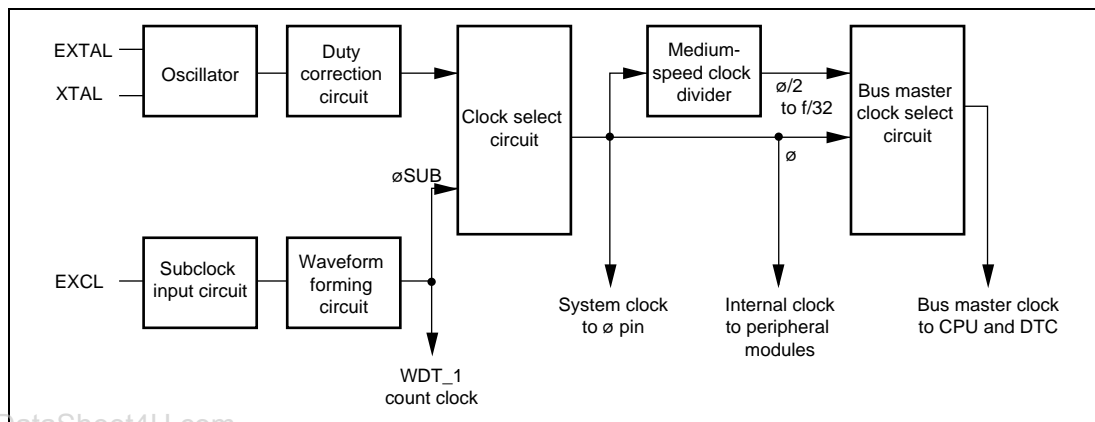 EXTAL
XTAL
Oscillator
Duty
correction
circuit
Clock select
circuit
Medium-
speed clock
divider
ø/2
to f/32
Bus master
clock select
circuit
ø
øSUB
EXCL
Subclock
input circuit
Waveform
forming
circuit
WDT_1
count clock
System clock
to ø pin
Internal clock
to peripheral
modules
Bus master clock
to CPU and DTC
DataSheet4U.com